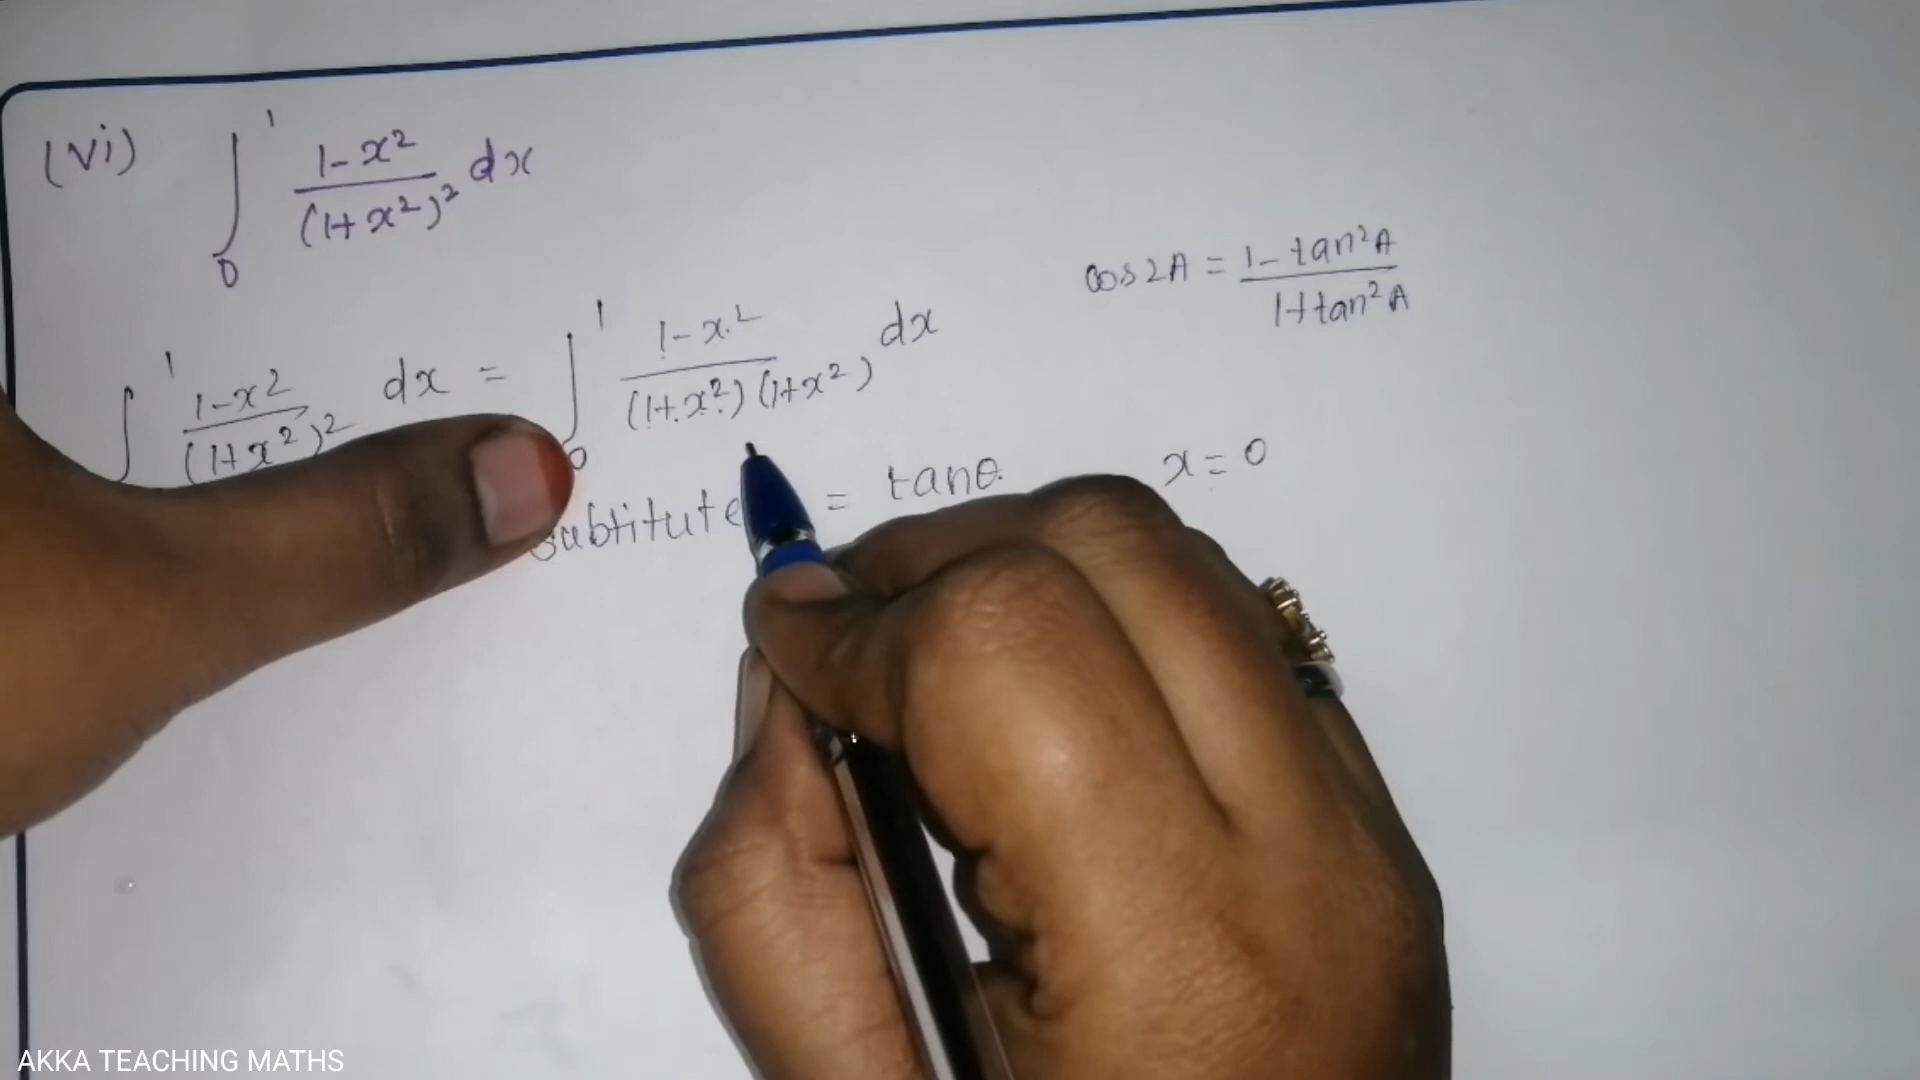 (vi) ∫₀¹ (1-x²)/(1+x²)² dx
cos2A = (1-tan²A)/(1+tan²A)
∫¹ (1-x²)/(1+x²)² dx = ∫₀¹ (1-x²)/((1+x²)(1+x²)) dx
subtitute = tanθ. x = 0
AKKA TEACHING MATHS